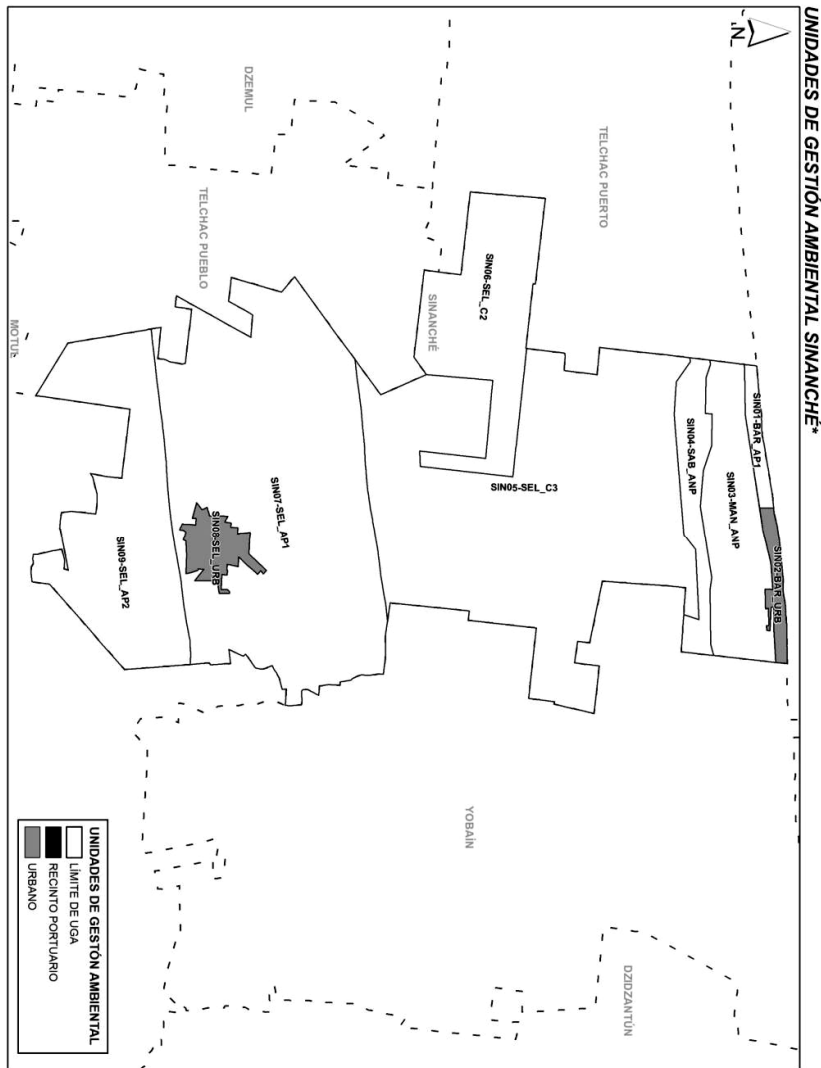 UNIDADES DE GESTIÓN AMBIENTAL SINANCHÉ*
N
SIN01-BAR_AP1
SIN02-BAR_URB
SIN03-MAN_ANP
SIN04-SAB_ANP
TELCHAC PUERTO
DZIDZANTÚN
SIN05-SEL_C3
SIN06-SEL_C2
YOBAÍN
SINANCHÉ
SIN07-SEL_AP1
DZEMUL
TELCHAC PUEBLO
SIN08-SEL_URB
SIN09-SEL_AP2
MOTUL
UNIDADES DE GESTÓN AMBIENTAL
LÍMITE DE UGA
RECINTO PORTUARIO
URBANO